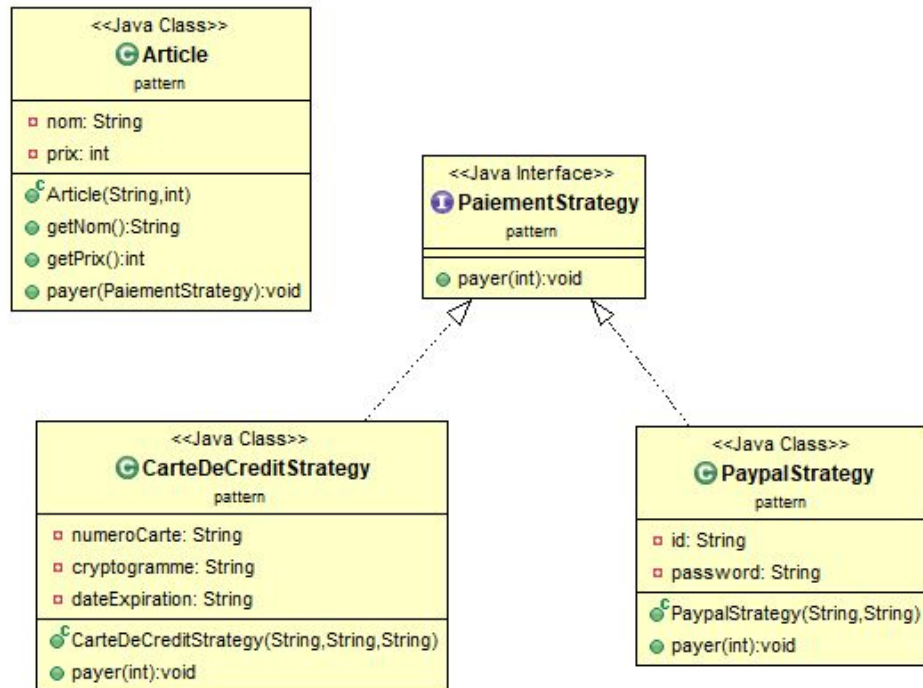 <<Java Class>>
Article
pattern
nom: String
prix: int
Article(String,int)
getNom():String
getPrix():int
payer(PaiementStrategy):void
<<Java Interface>>
PaiementStrategy
pattern
payer(int):void
<<Java Class>>
CarteDeCreditStrategy
pattern
numeroCarte: String
cryptogramme: String
dateExpiration: String
CarteDeCreditStrategy(String,String,String)
payer(int):void
<<Java Class>>
PaypalStrategy
pattern
id: String
password: String
PaypalStrategy(String,String)
payer(int):void